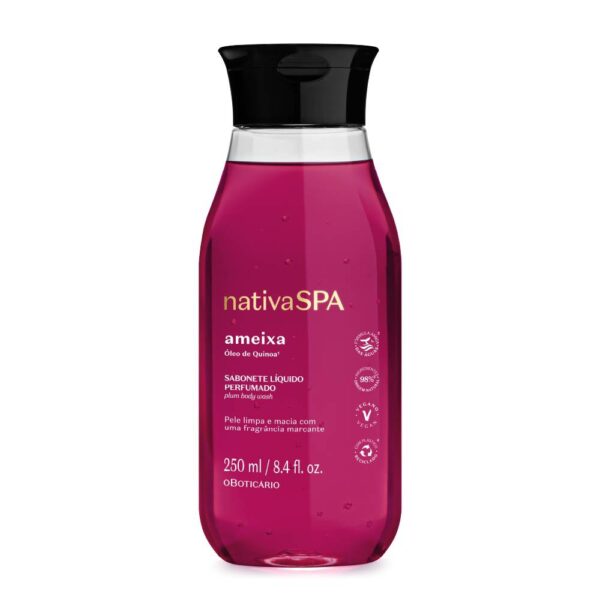 nativaSPA
ameixa
Óleo de Quinoa¹
SABONETE LÍQUIDO
PERFUMADO
plum body wash
Pele limpa e macia com
uma fragrância marcante
250 ml / 8.4 fl. oz.
oBOTICÁRIO
98%
VEGANO
V
VEGAN
RECICLADO